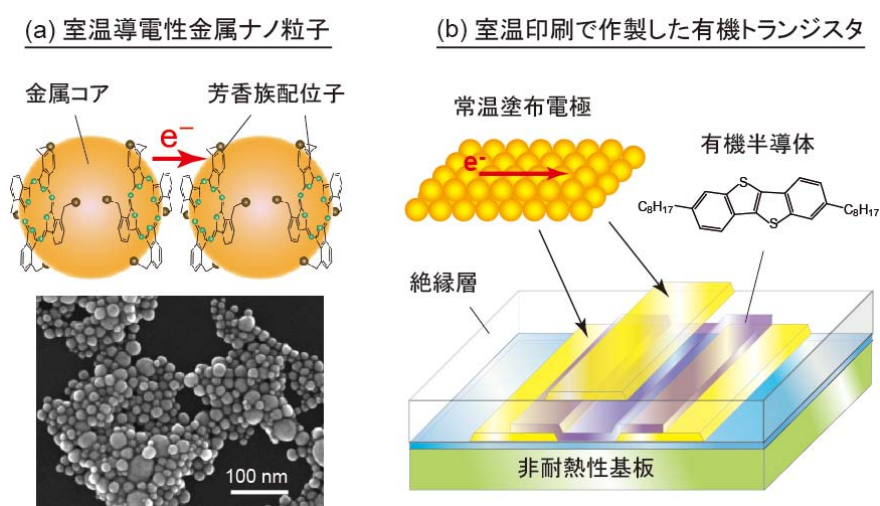 (a) 室温導電性金属ナノ粒子
金属コア
芳香族配位子
e−
100 nm
(b) 室温印刷で作製した有機トランジスタ
常温塗布電極
e-
有機半導体
S
C8H17
S
C8H17
絶縁層
非耐熱性基板